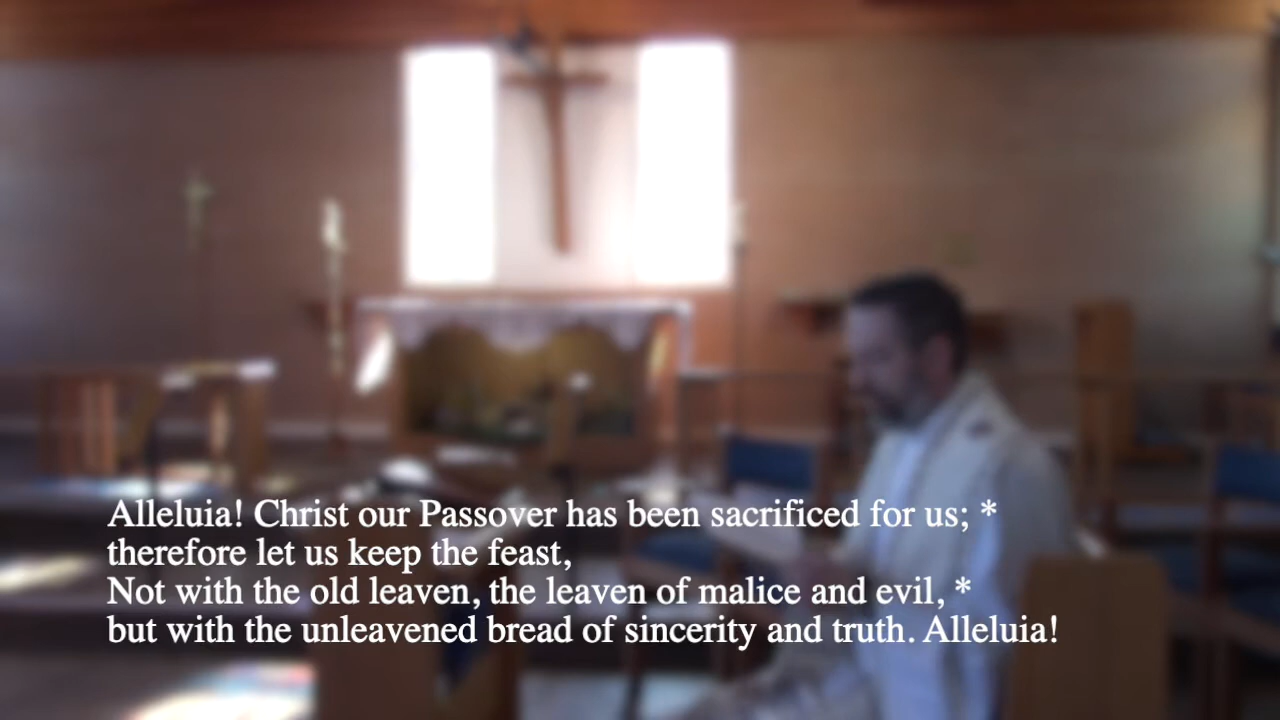 Alleluia! Christ our Passover has been sacrificed for us; *
therefore let us keep the feast,
Not with the old leaven, the leaven of malice and evil, *
but with the unleavened bread of sincerity and truth. Alleluia!